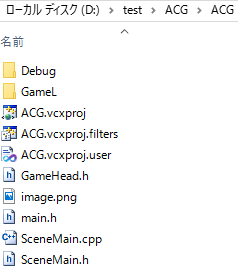 ローカル ディスク (D:) > test > ACG > ACG
名前
Debug
GameL
ACG.vcxproj
ACG.vcxproj.filters
ACG.vcxproj.user
GameHead.h
image.png
main.h
SceneMain.cpp
SceneMain.h